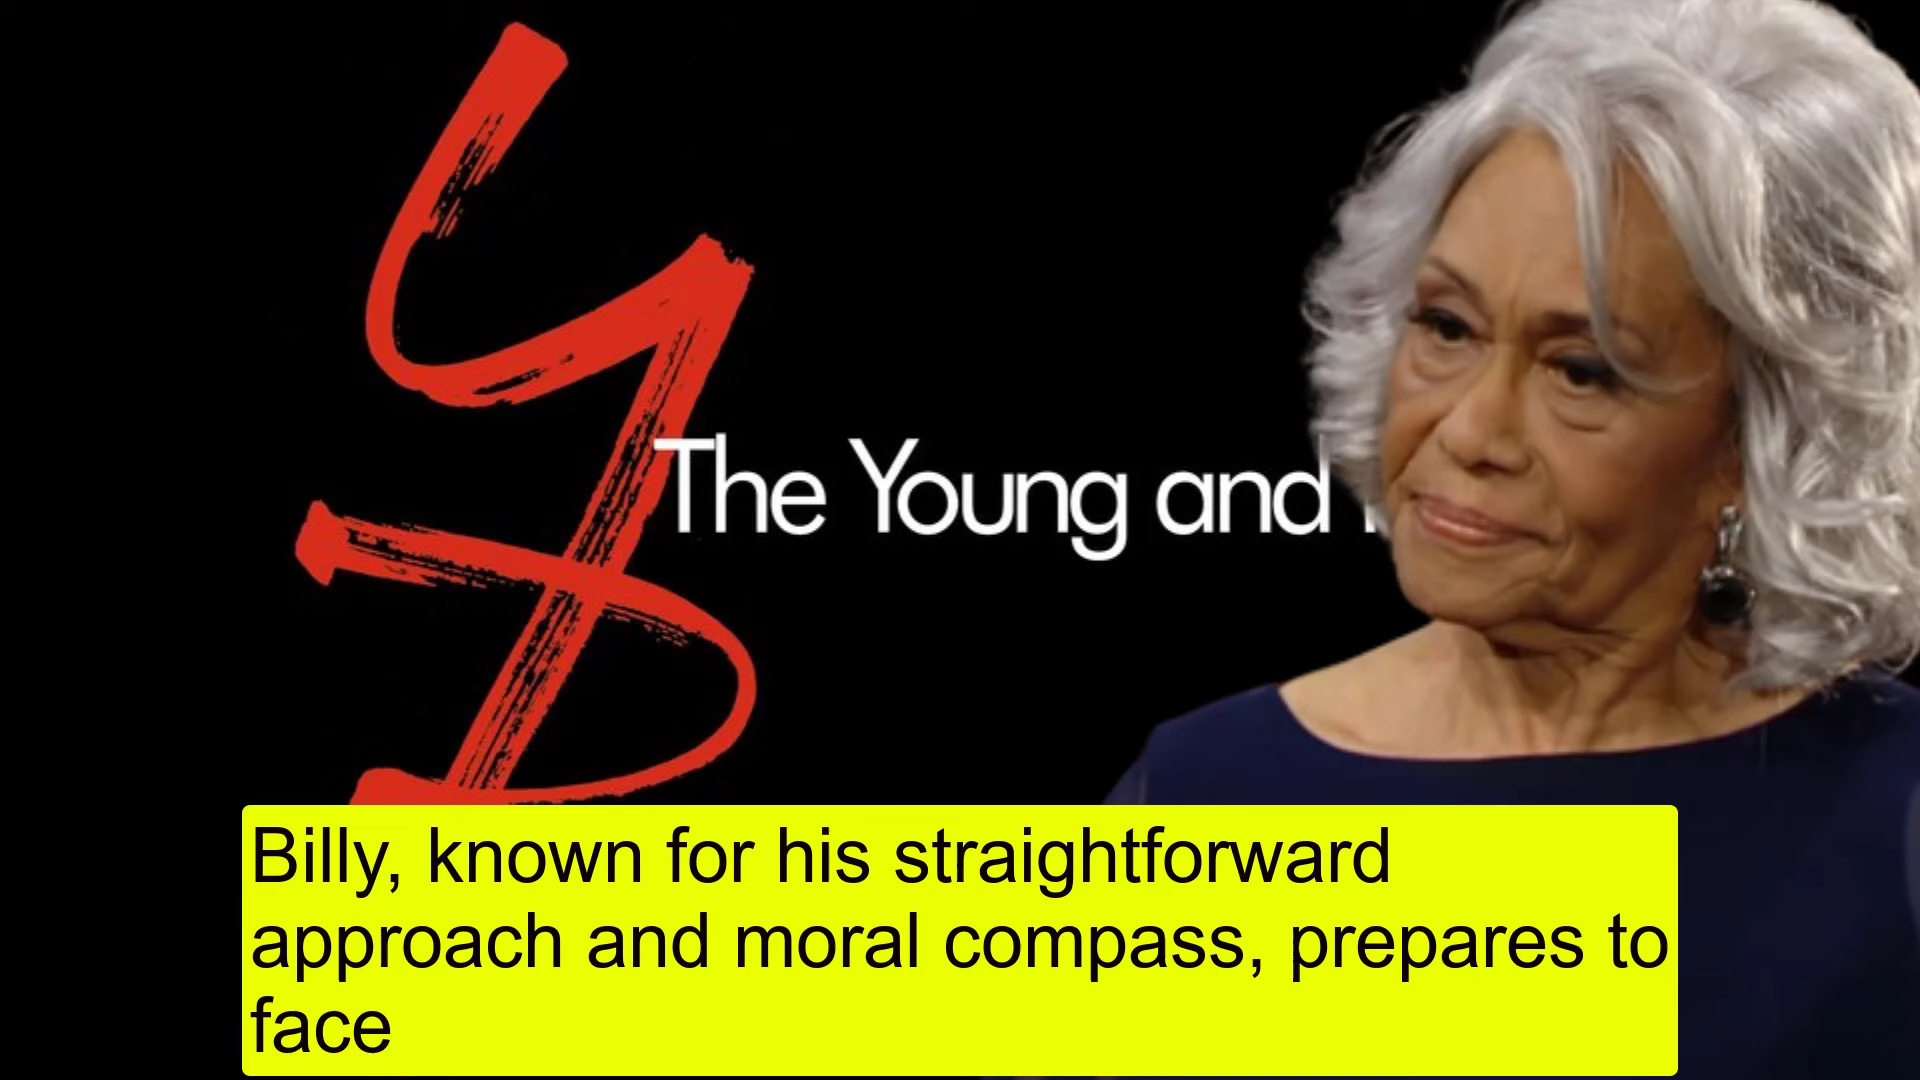 The Young and
Billy, known for his straightforward
approach and moral compass, prepares to
face